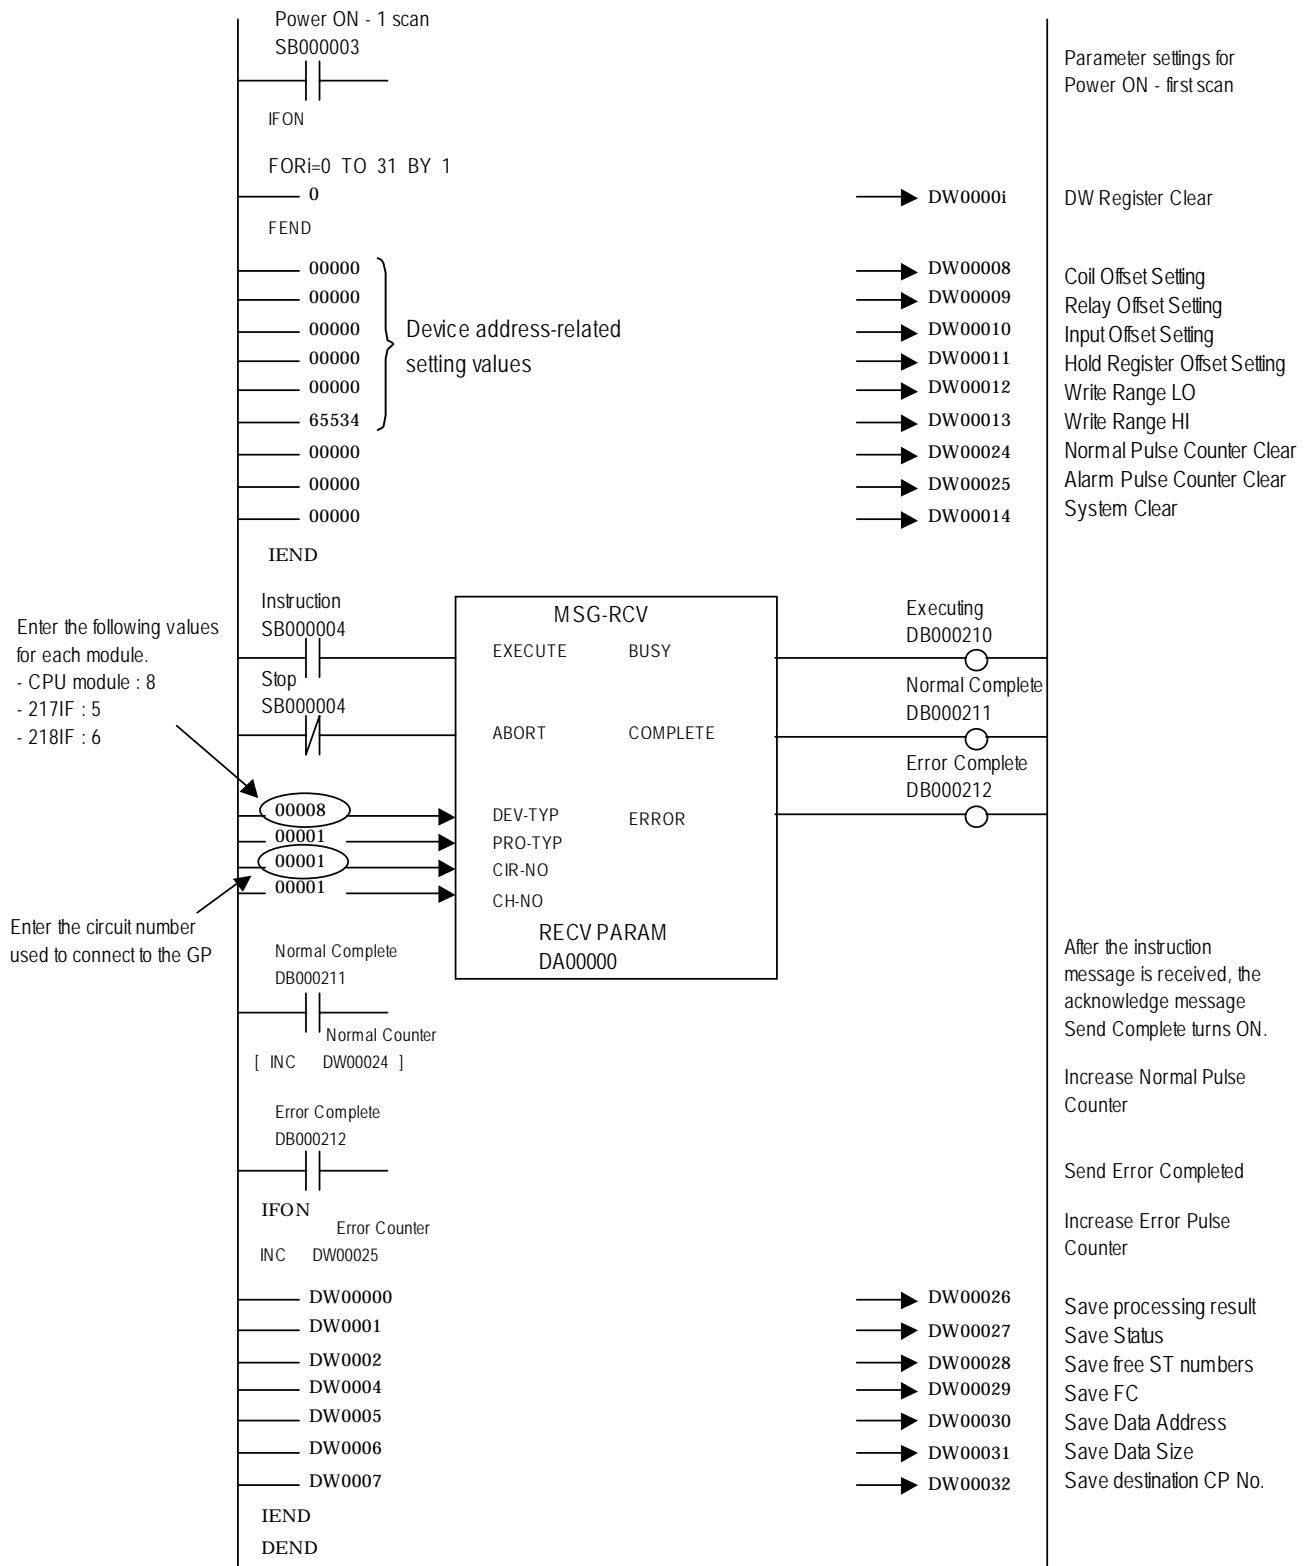 Power ON - 1 scan
SB000003
Parameter settings for
Power ON - first scan
IFON
FORi=0 TO 31 BY 1
0 DW0000i DW Register Clear
FEND
00000 DW00008 Coil Offset Setting
00000 DW00009 Relay Offset Setting
00000 DW00010 Input Offset Setting
00000 DW00011 Hold Register Offset Setting
00000 DW00012 Write Range LO
65534 DW00013 Write Range HI
Device address-related
setting values
00000 DW00024 Normal Pulse Counter Clear
00000 DW00025 Alarm Pulse Counter Clear
00000 DW00014 System Clear
IEND
Enter the following values
for each module.
- CPU module : 8
- 217IF : 5
- 218IF : 6
Instruction
SB000004
Stop
SB000004
MSG-RCV
EXECUTE BUSY
ABORT COMPLETE
DEV-TYP ERROR
PRO-TYP
CIR-NO
CH-NO
RECV PARAM
DA00000
Executing
DB000210
Normal Complete
DB000211
Error Complete
DB000212
00008
00001
00001
00001
Enter the circuit number
used to connect to the GP
Normal Complete
DB000211
Normal Counter
[ INC DW00024 ]
After the instruction
message is received, the
acknowledge message
Send Complete turns ON.
Increase Normal Pulse
Counter
Error Complete
DB000212
Send Error Completed
IFON
Error Counter
INC DW00025
Increase Error Pulse
Counter
DW00000 DW00026 Save processing result
DW0001 DW00027 Save Status
DW0002 DW00028 Save free ST numbers
DW0004 DW00029 Save FC
DW0005 DW00030 Save Data Address
DW0006 DW00031 Save Data Size
DW0007 DW00032 Save destination CP No.
IEND
DEND